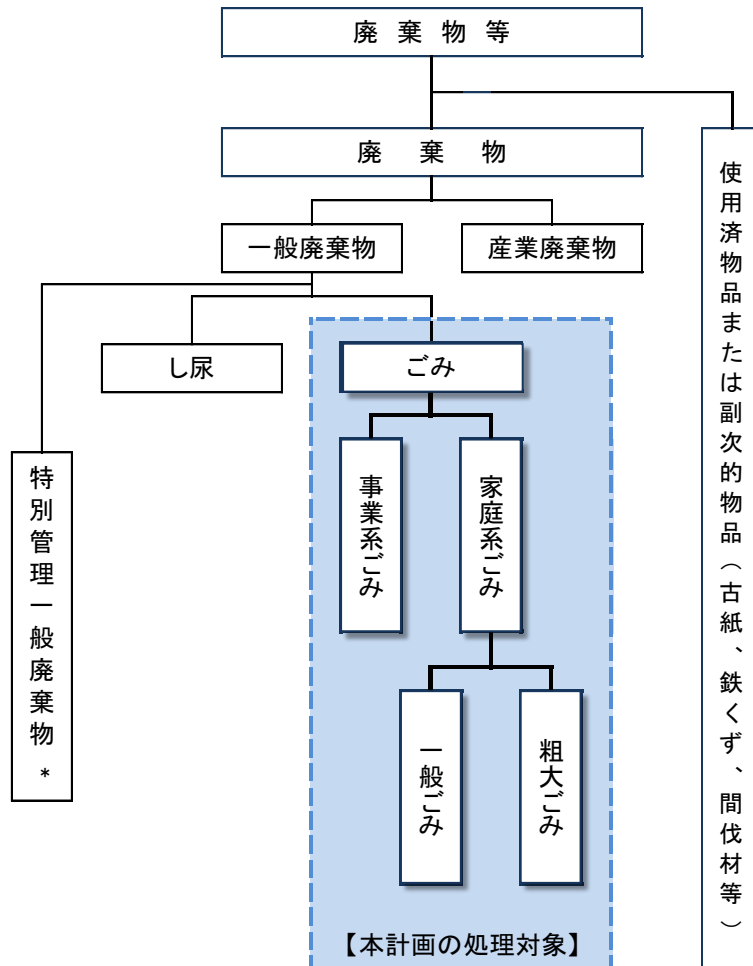 廃棄物等
廃棄物
使用済物品または副次的物品（古紙、鉄くず、間伐材等）
一般廃棄物
産業廃棄物
し尿
ごみ
特別管理一般廃棄物*
事業系ごみ
家庭系ごみ
一般ごみ
粗大ごみ
【本計画の処理対象】